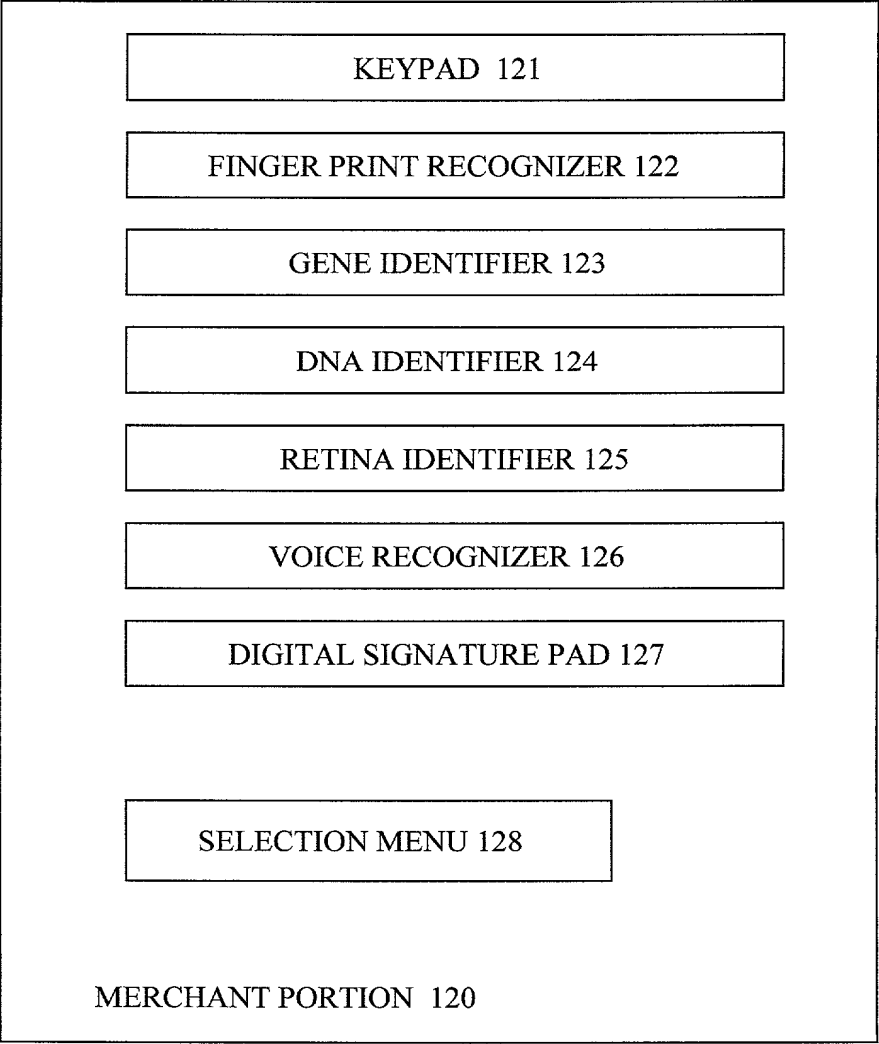 KEYPAD 121
FINGER PRINT RECOGNIZER 122
GENE IDENTIFIER 123
DNA IDENTIFIER 124
RETINA IDENTIFIER 125
VOICE RECOGNIZER 126
DIGITAL SIGNATURE PAD 127
SELECTION MENU 128
MERCHANT PORTION 120